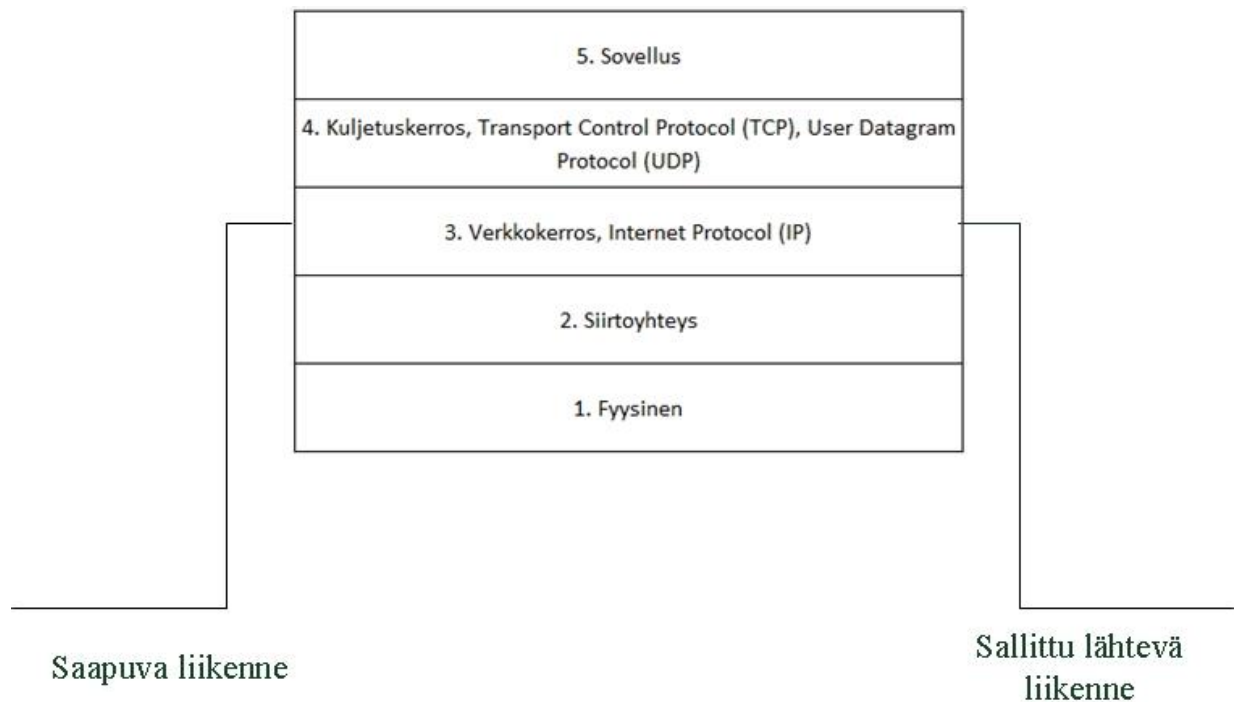 5. Sovellus
4. Kuljetuskerros, Transport Control Protocol (TCP), User Datagram
Protocol (UDP)
3. Verkkokerros, Internet Protocol (IP)
2. Siirtoyhteys
1. Fyysinen
Saapuva liikenne
Sallittu lähtevä
liikenne